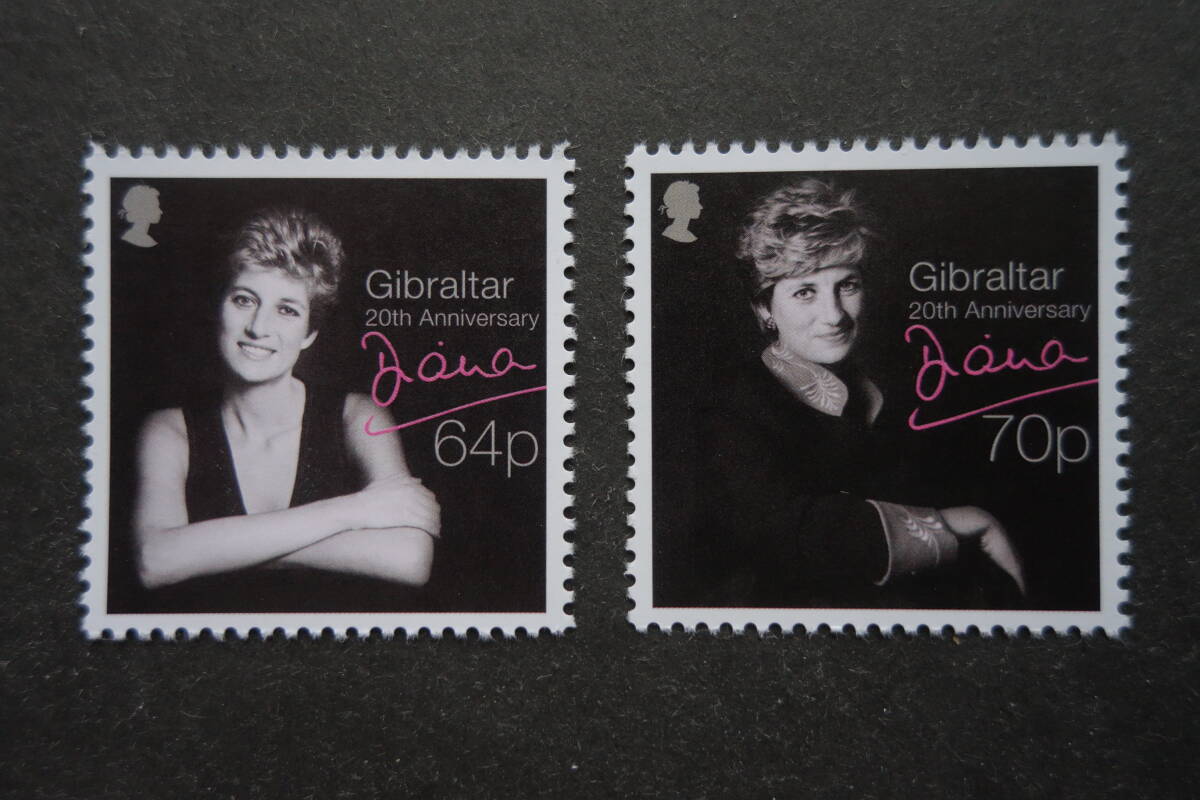 Gibraltar
20th Anniversary
Diana
64p
Gibraltar
20th Anniversary
Diana
70p